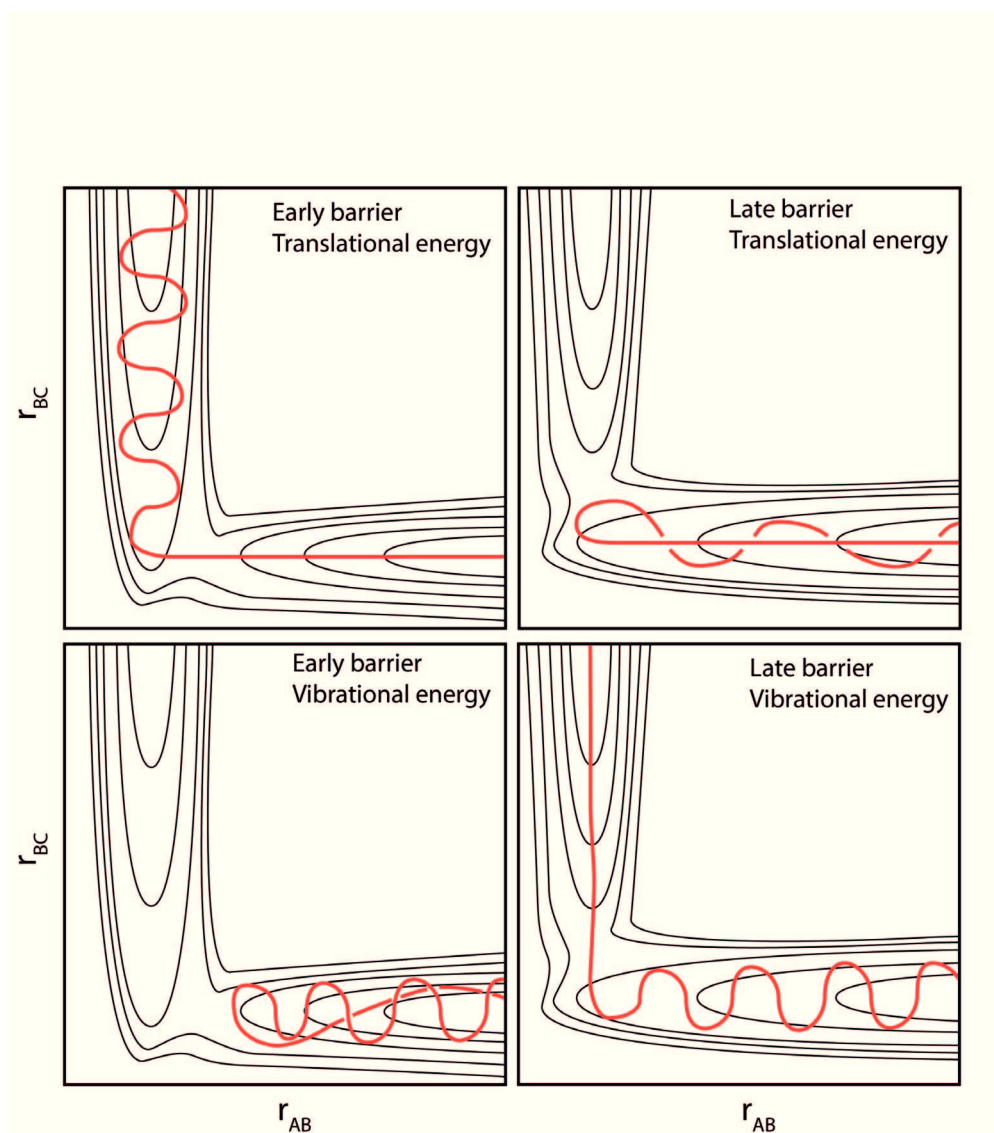 Early barrier
Translational energy
Late barrier
Translational energy
r_BC
Early barrier
Vibrational energy
Late barrier
Vibrational energy
r_BC
r_AB
r_AB